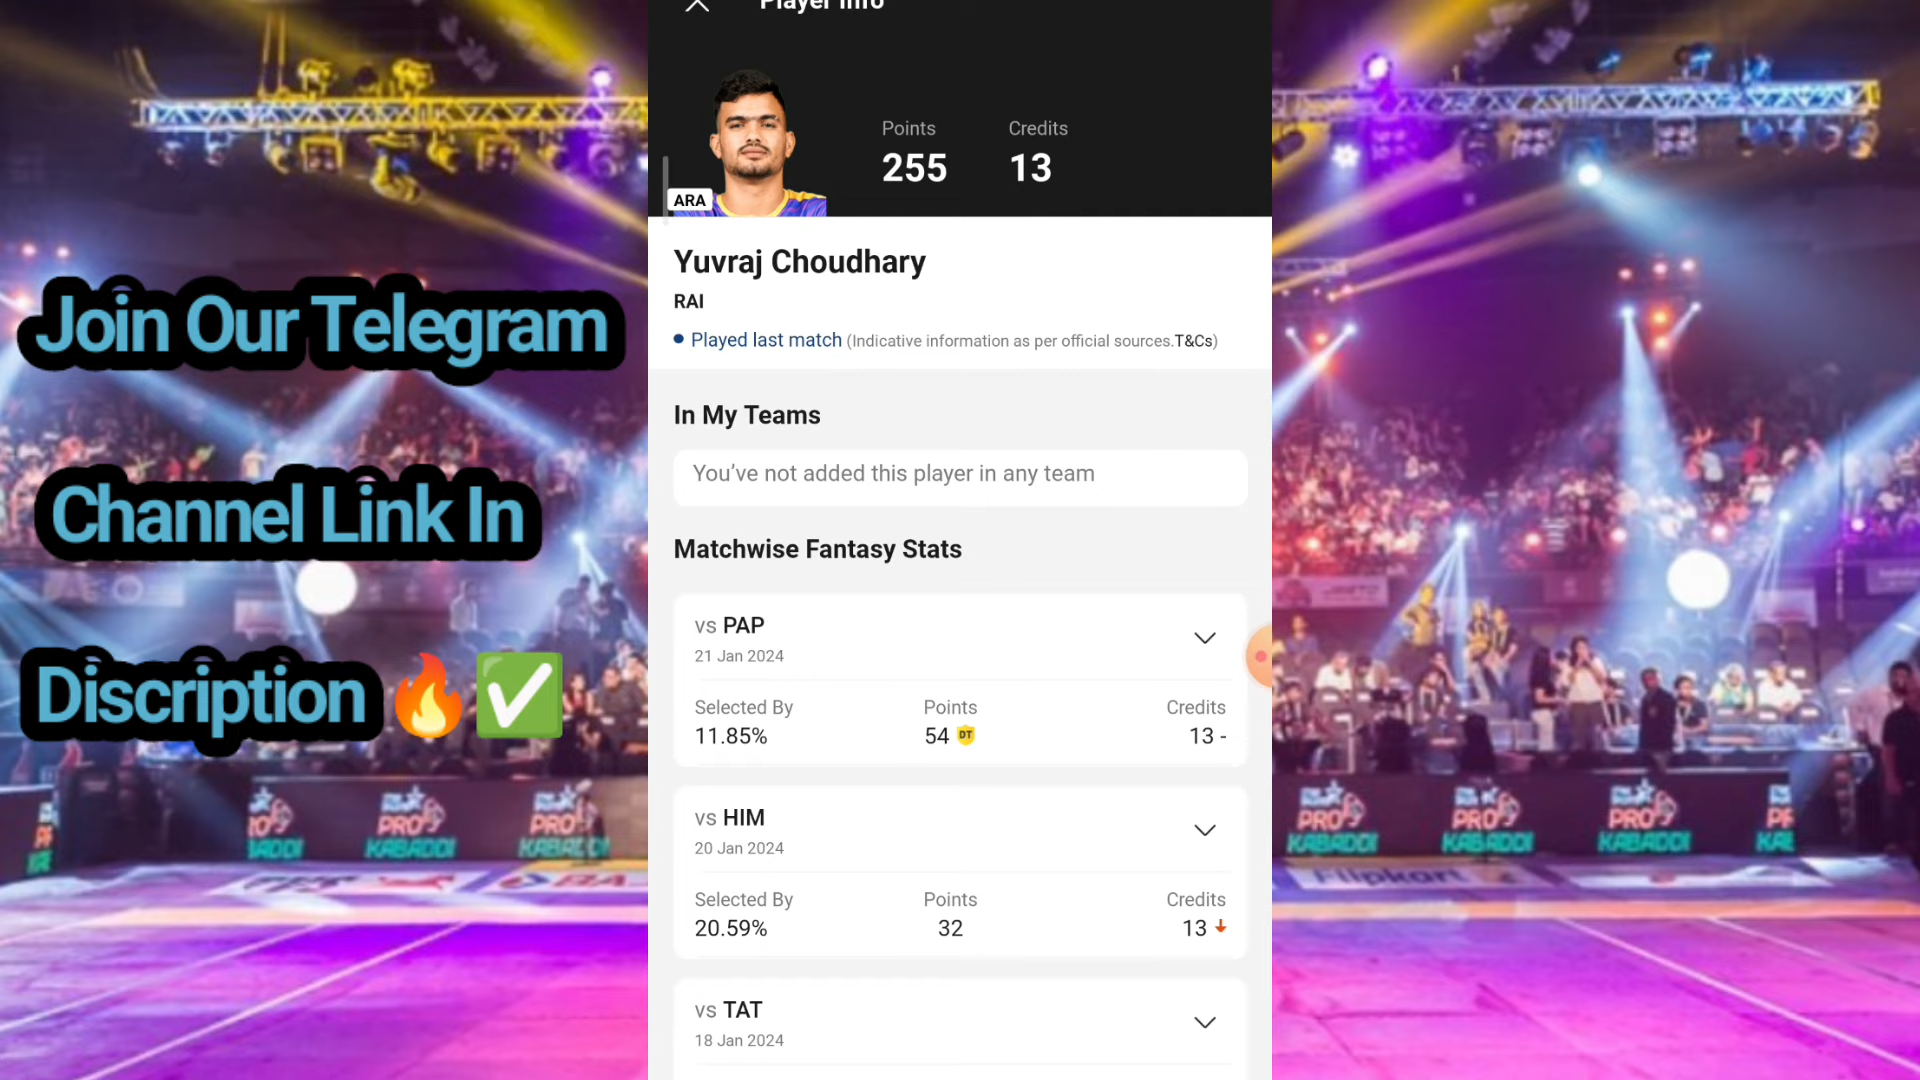 Player Info
Points
Credits
255
13
ARA
Yuvraj Choudhary
RAI
Played last match (Indicative information as per official sources.T&Cs)
In My Teams
You've not added this player in any team
Matchwise Fantasy Stats
vs PAP
21 Jan 2024
Selected By
Points
Credits
11.85%
54 DT
13 -
vs HIM
20 Jan 2024
Selected By
Points
Credits
20.59%
32
13
vs TAT
18 Jan 2024
Join Our Telegram
Channel Link In
Discription 🔥✅
PRO
KABADDI
PRO
KABADDI
PRO
KABADDI
PRO
KABADDI
PRO
KABADDI
Flipkart